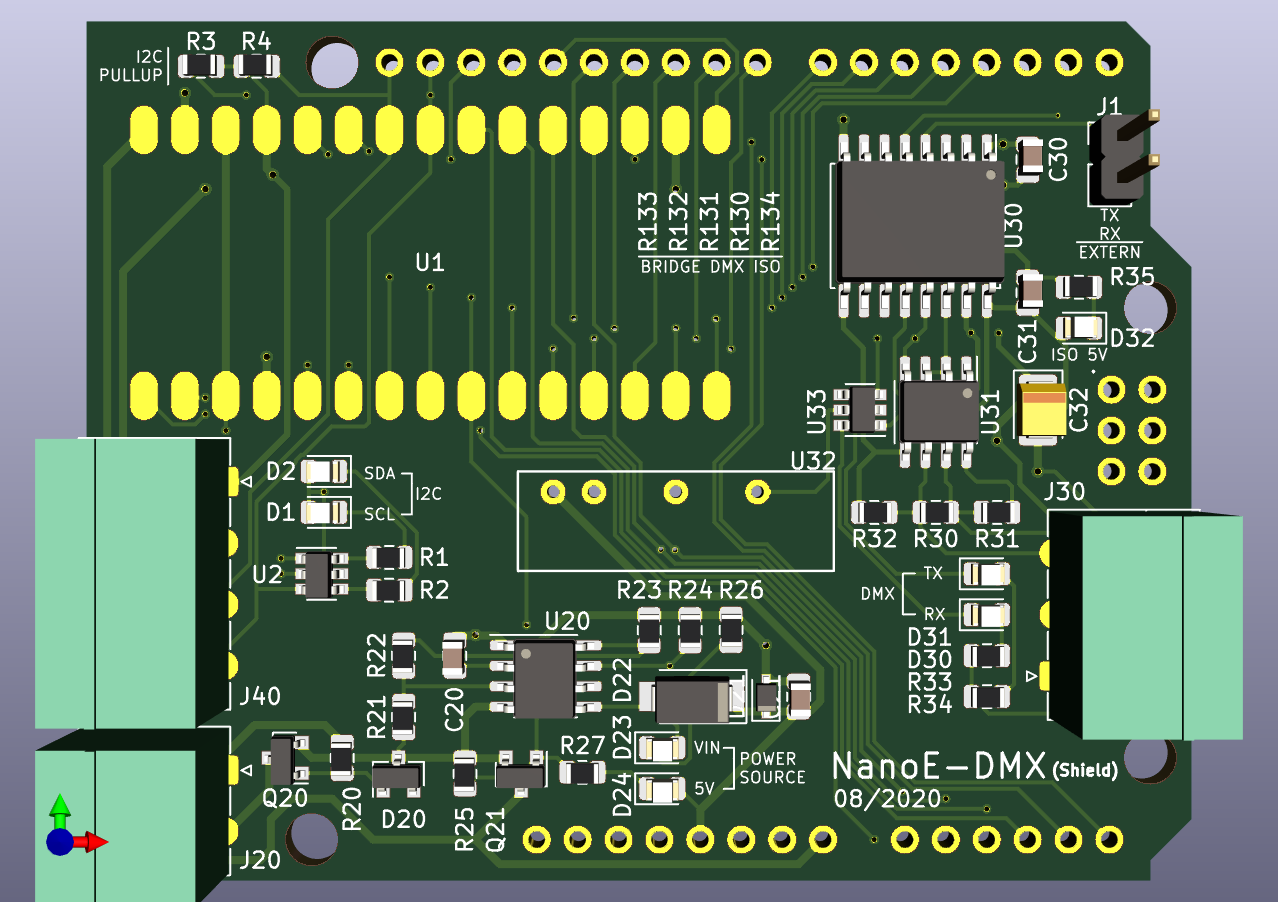 R3
R4
I2C
PULLUP
J1
C30
TX
RX
EXTERN
R133
R132
R131
R130
R134
BRIDGE DMX ISO
U30
U1
R35
C31
D32
ISO 5V
U33
U31
C32
U32
D2
SDA
I2C
D1
SCL
J30
R32
R30
R31
U2
R1
R2
TX
DMX
RX
R23
R24
R26
U20
R22
D31
D30
R33
R34
D22
J40
R21
C20
D23
VIN
POWER
SOURCE
R27
D24
5V
NanoE-DMX (Shield)
08/2020
Q20
R20
D20
R25
Q21
J20